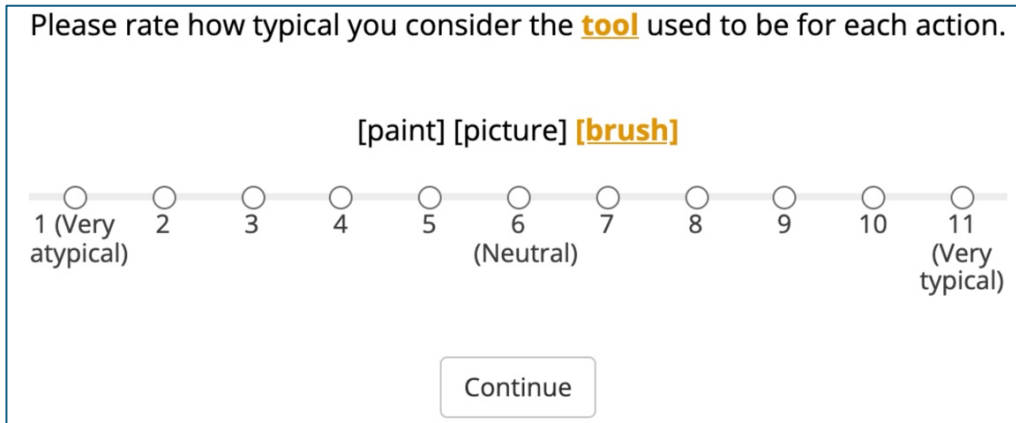 Please rate how typical you consider the tool used to be for each action.
[paint] [picture] [brush]
1 (Very atypical) 2 3 4 5 6 (Neutral) 7 8 9 10 11 (Very typical)
Continue